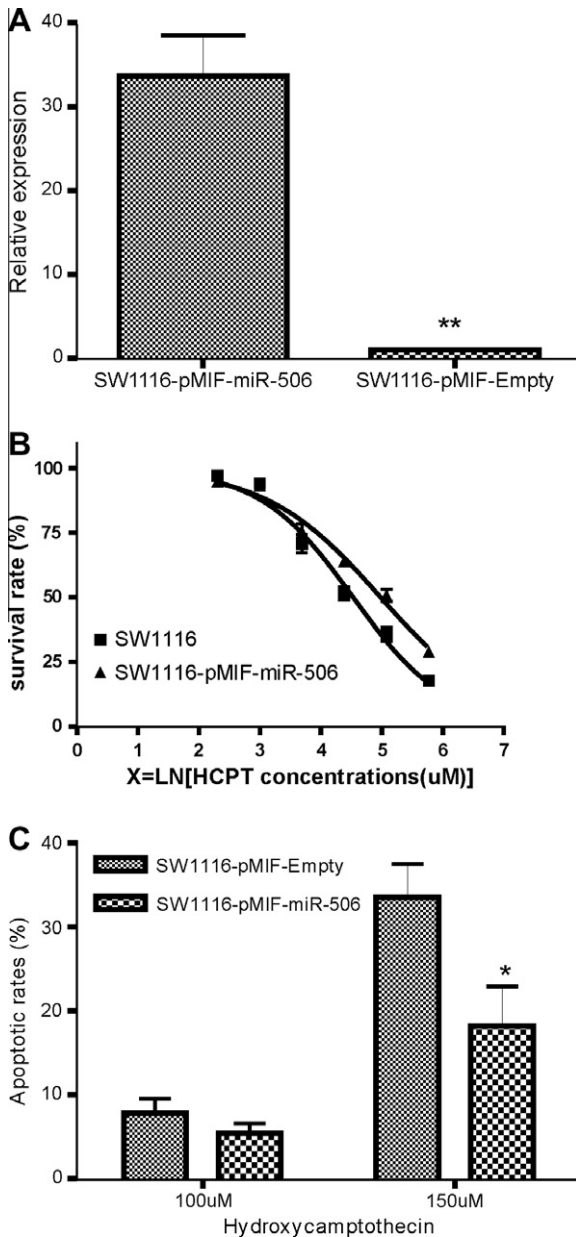 A
Relative expression
40
30
20
10
0
**
SW1116-pMIF-miR-506
SW1116-pMIF-Empty
B
survival rate (%)
100
75
50
25
0
SW1116
SW1116-pMIF-miR-506
0 1 2 3 4 5 6 7
X=LN[HCPT concentrations(uM)]
C
Apoptotic rates (%)
40
30
20
10
0
SW1116-pMIF-Empty
SW1116-pMIF-miR-506
*
100uM 150uM
Hydroxycamptothecin